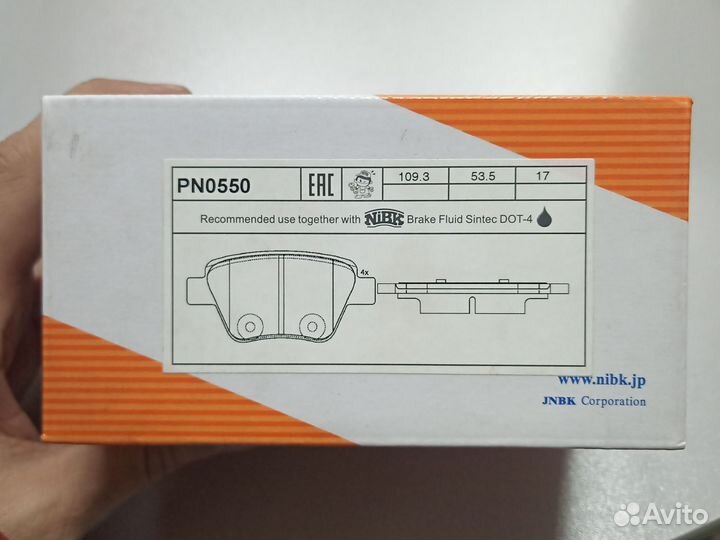 PN0550 EAC 109.3 53.5 17
Recommended use together with NiBK Brake Fluid Sintec DOT-4
4x
www.nibk.jp
JNBK Corporation
Avito